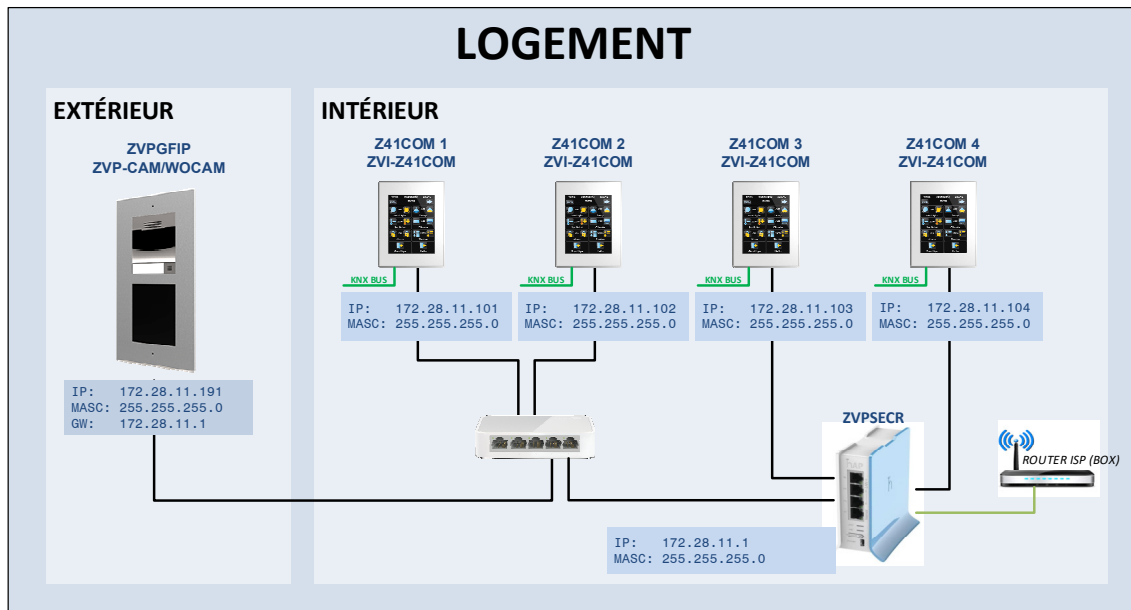 LOGEMENT
EXTÉRIEUR
ZVPGFIP
ZVP-CAM/WOCAM
IP: 172.28.11.191
MASC: 255.255.255.0
GW: 172.28.11.1
INTÉRIEUR
Z41COM 1
ZVI-Z41COM
KNX BUS
IP: 172.28.11.101
MASC: 255.255.255.0
Z41COM 2
ZVI-Z41COM
KNX BUS
IP: 172.28.11.102
MASC: 255.255.255.0
Z41COM 3
ZVI-Z41COM
KNX BUS
IP: 172.28.11.103
MASC: 255.255.255.0
Z41COM 4
ZVI-Z41COM
KNX BUS
IP: 172.28.11.104
MASC: 255.255.255.0
ZVPSECR
ROUTER ISP (BOX)
IP: 172.28.11.1
MASC: 255.255.255.0